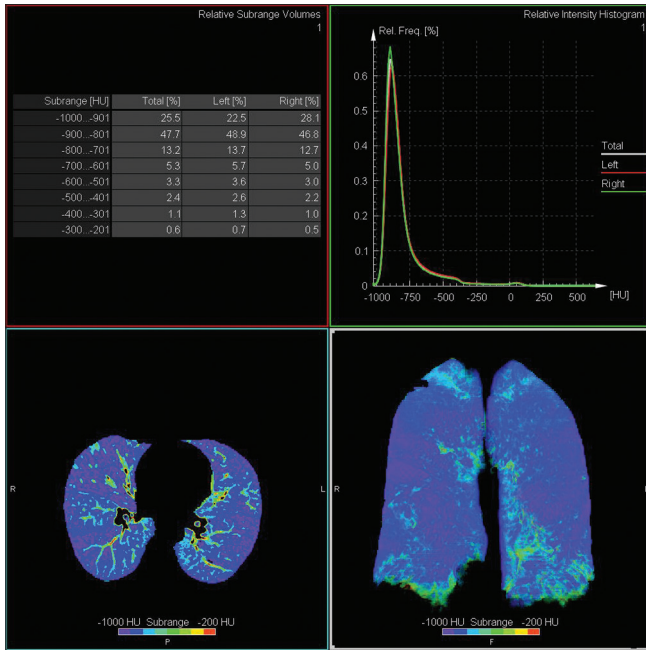 Relative Subrange Volumes
1
Subrange [HU] Total [%] Left [%] Right [%]
-1000...-901 25.5 22.5 28.1
-900...-801 47.7 48.9 46.8
-800...-701 13.2 13.7 12.7
-700...-601 5.3 5.7 5.0
-600...-501 3.3 3.6 3.0
-500...-401 2.4 2.6 2.2
-400...-301 1.1 1.3 1.0
-300...-201 0.6 0.7 0.5
Relative Intensity Histogram
1
Rel. Freq. [%]
0.6
0.5
0.4
0.3
0.2
0.1
0
Total
Left
Right
-1000 -750 -500 -250 0 250 500 [HU]
R L
-1000 HU Subrange -200 HU
P
R
-1000 HU Subrange -200 HU
F